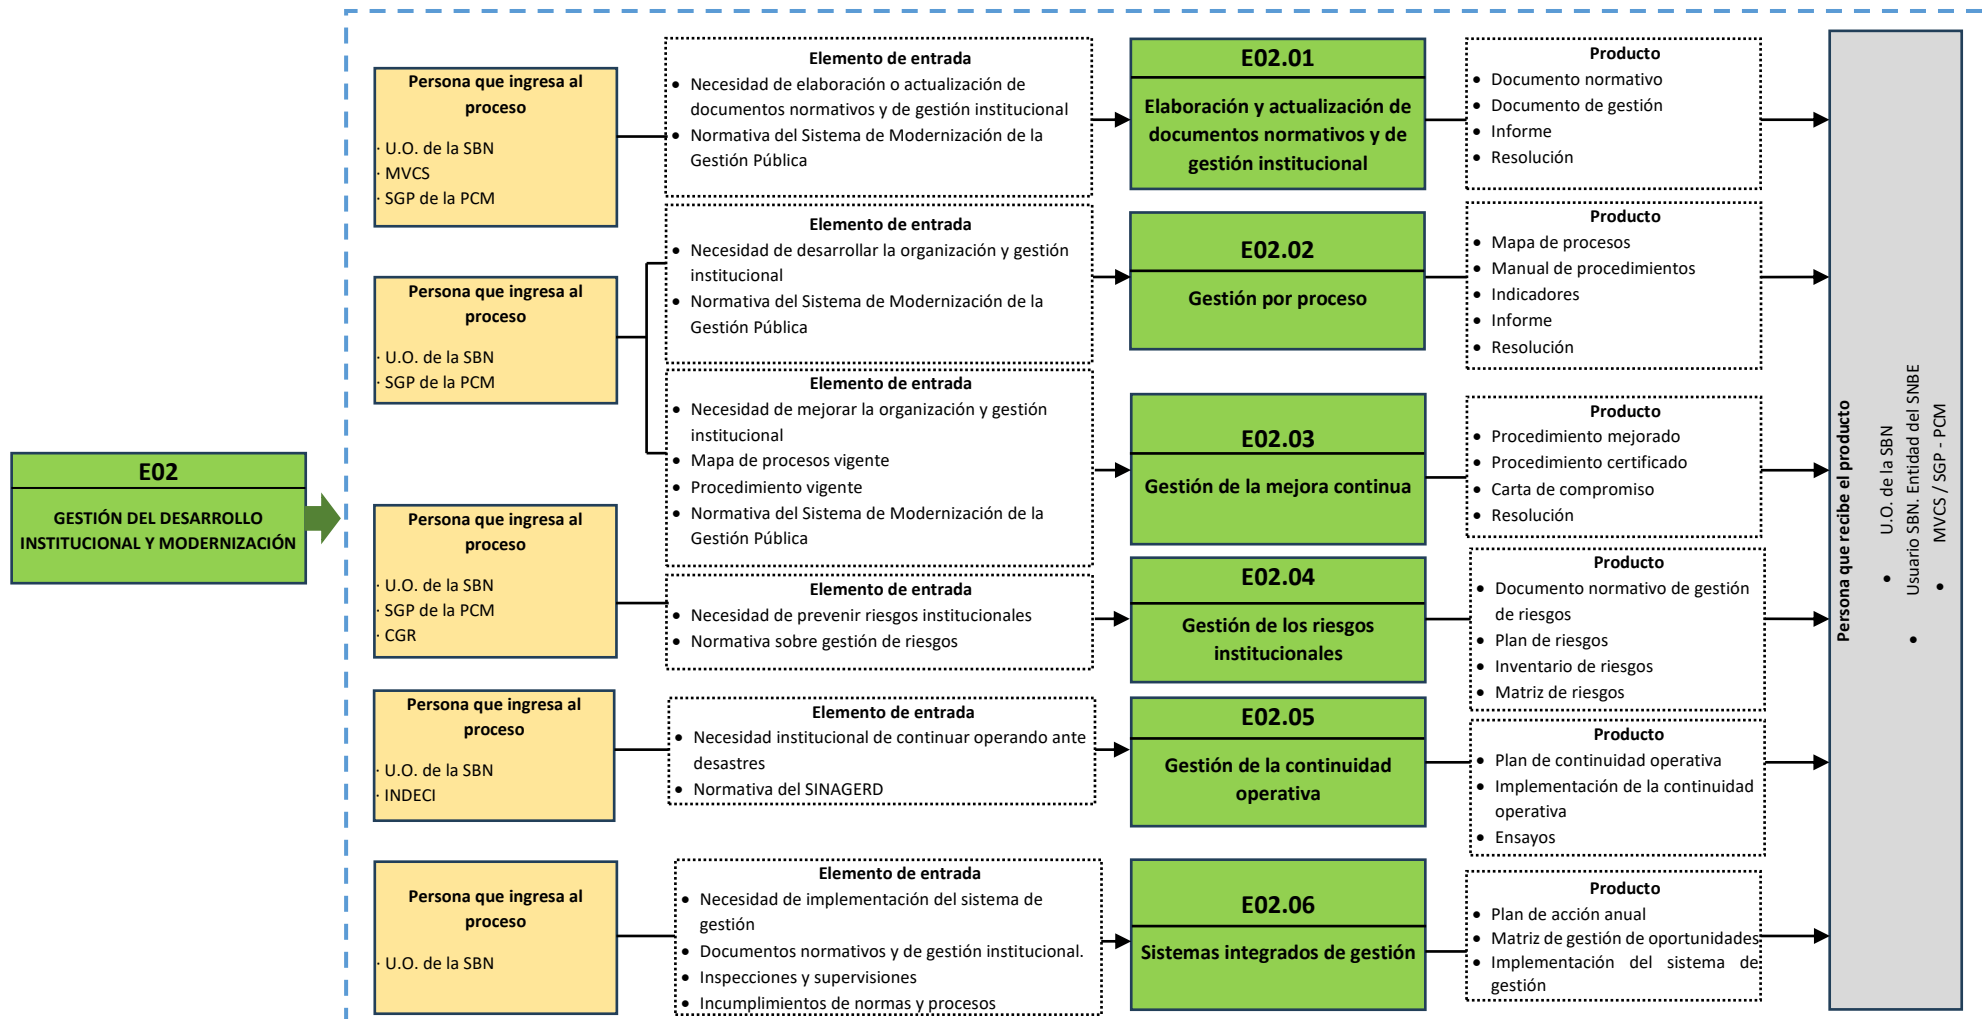 E02
GESTIÓN DEL DESARROLLO
INSTITUCIONAL Y MODERNIZACIÓN
Persona que ingresa al
proceso
· U.O. de la SBN
· MVCS
· SGP de la PCM
Elemento de entrada
• Necesidad de elaboración o actualización de
documentos normativos y de gestión institucional
• Normativa del Sistema de Modernización de la
Gestión Pública
E02.01
Elaboración y actualización de
documentos normativos y de
gestión institucional
Producto
• Documento normativo
• Documento de gestión
• Informe
• Resolución
Persona que ingresa al
proceso
· U.O. de la SBN
· SGP de la PCM
Elemento de entrada
• Necesidad de desarrollar la organización y gestión
institucional
• Normativa del Sistema de Modernización de la
Gestión Pública
E02.02
Gestión por proceso
Producto
• Mapa de procesos
• Manual de procedimientos
• Indicadores
• Informe
• Resolución
Elemento de entrada
• Necesidad de mejorar la organización y gestión
institucional
• Mapa de procesos vigente
• Procedimiento vigente
• Normativa del Sistema de Modernización de la
Gestión Pública
E02.03
Gestión de la mejora continua
Producto
• Procedimiento mejorado
• Procedimiento certificado
• Carta de compromiso
• Resolución
Persona que ingresa al
proceso
· U.O. de la SBN
· SGP de la PCM
· CGR
Elemento de entrada
• Necesidad de prevenir riesgos institucionales
• Normativa sobre gestión de riesgos
E02.04
Gestión de los riesgos
institucionales
Producto
• Documento normativo de gestión
de riesgos
• Plan de riesgos
• Inventario de riesgos
• Matriz de riesgos
Persona que ingresa al
proceso
· U.O. de la SBN
· INDECI
Elemento de entrada
• Necesidad institucional de continuar operando ante
desastres
• Normativa del SINAGERD
E02.05
Gestión de la continuidad
operativa
Producto
• Plan de continuidad operativa
• Implementación de la continuidad
operativa
• Ensayos
Persona que ingresa al
proceso
· U.O. de la SBN
Elemento de entrada
• Necesidad de implementación del sistema de
gestión
• Documentos normativos y de gestión institucional.
• Inspecciones y supervisiones
• Incumplimientos de normas y procesos
E02.06
Sistemas integrados de gestión
Producto
• Plan de acción anual
• Matriz de gestión de oportunidades
• Implementación del sistema de
gestión
Persona que recibe el producto
• U.O. de la SBN
• Usuario SBN. Entidad del SNBE
• MVCS / SGP - PCM